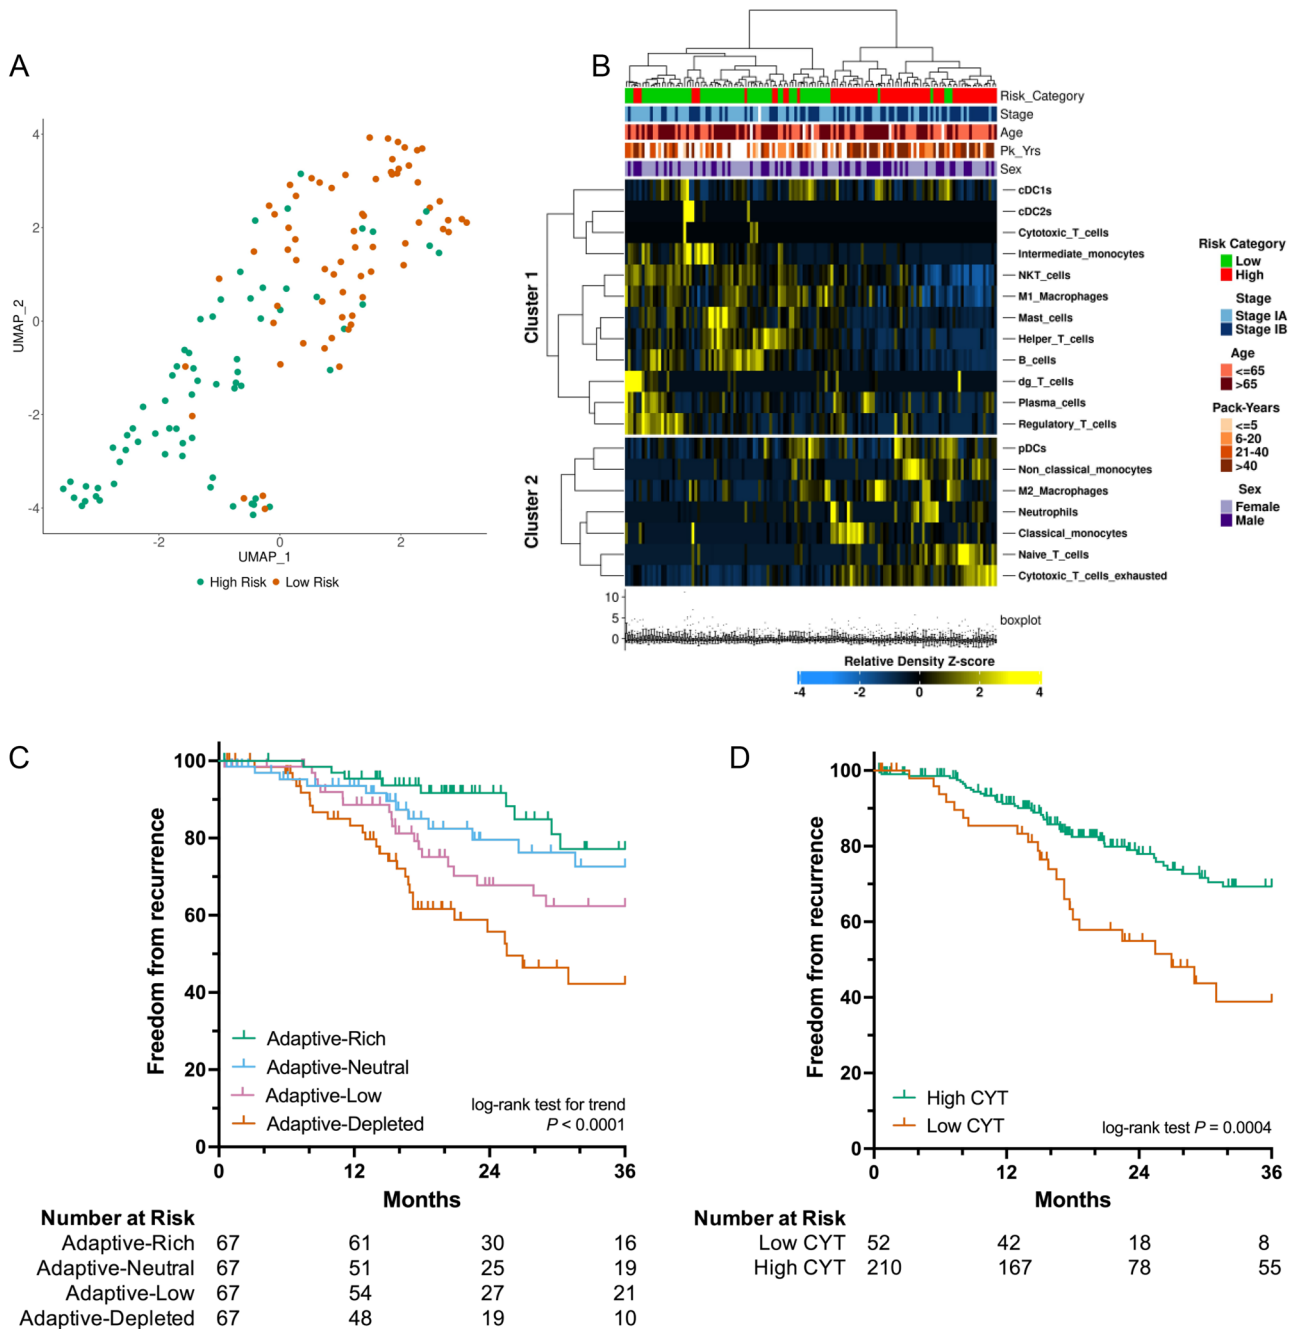 A
UMAP_2
4
2
0
-2
-4
-2
0
2
UMAP_1
High Risk
Low Risk
B
Risk_Category
Stage
Age
Pk_Yrs
Sex
Cluster 1
cDC1s
cDC2s
Cytotoxic_T_cells
Intermediate_monocytes
NKT_cells
M1_Macrophages
Mast_cells
Helper_T_cells
B_cells
dg_T_cells
Plasma_cells
Regulatory_T_cells
Cluster 2
pDCs
Non_classical_monocytes
M2_Macrophages
Neutrophils
Classical_monocytes
Naive_T_cells
Cytotoxic_T_cells_exhausted
10
5
0
boxplot
Relative Density Z-score
-4 -2 0 2 4
Risk Category
Low
High
Stage
Stage IA
Stage IB
Age
<=65
>65
Pack-Years
<=5
6-20
21-40
>40
Sex
Female
Male
C
Freedom from recurrence
100
80
60
40
20
0
Adaptive-Rich
Adaptive-Neutral
Adaptive-Low
Adaptive-Depleted
log-rank test for trend
P < 0.0001
0 12 24 36
Months
Number at Risk
Adaptive-Rich 67 61 30 16
Adaptive-Neutral 67 51 25 19
Adaptive-Low 67 54 27 21
Adaptive-Depleted 67 48 19 10
D
Freedom from recurrence
100
80
60
40
20
0
High CYT
Low CYT
log-rank test P = 0.0004
0 12 24 36
Months
Number at Risk
Low CYT 52 42 18 8
High CYT 210 167 78 55